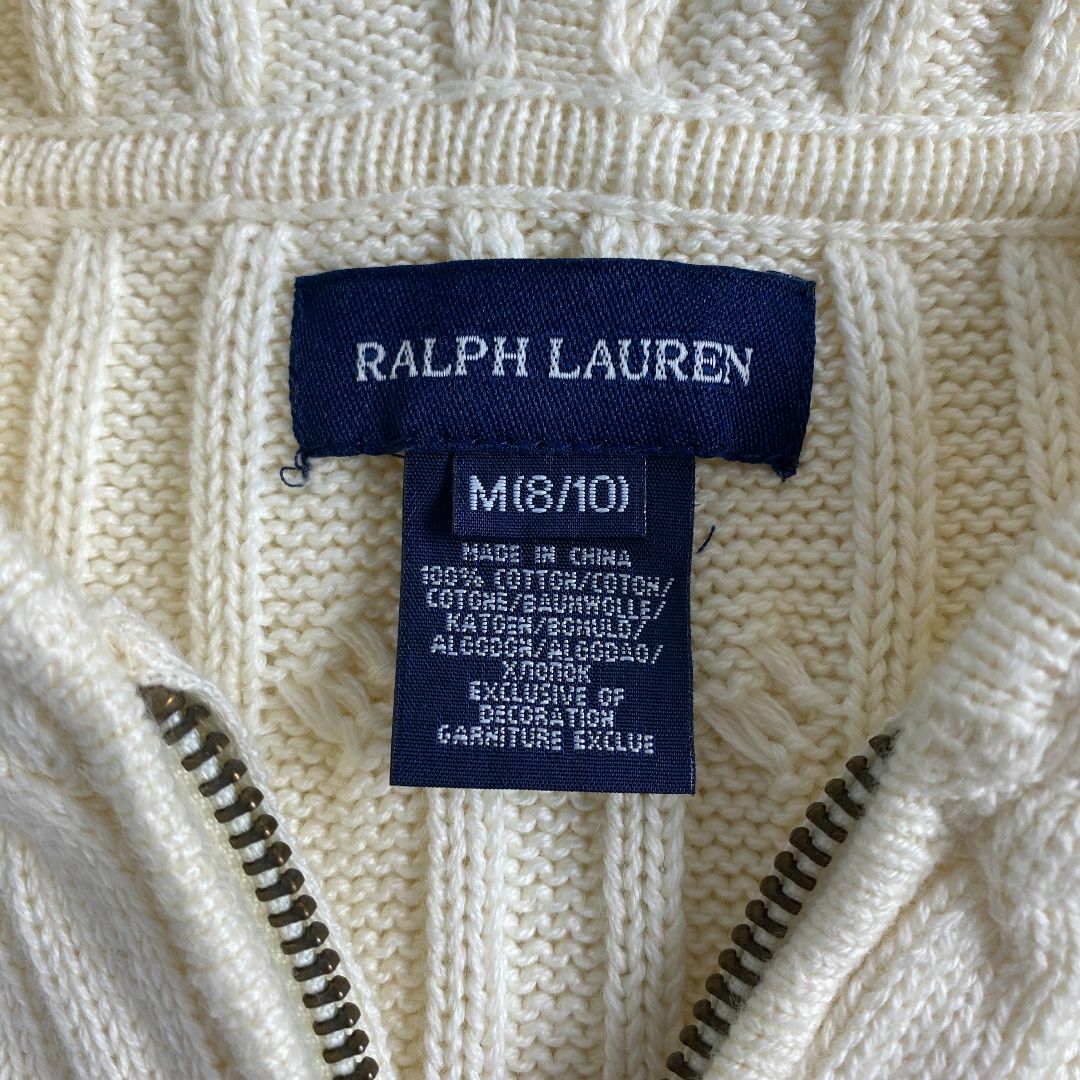 RALPH LAUREN
M(8/10)
MADE IN CHINA
100% COTTON/COTON/
COTONE/BAUMWOLLE/
KATOEN/BOMULD/
ALGODON/ALGODAO/
ХЛОПОК
EXCLUSIVE OF
DECORATION
GARNITURE EXCLUE